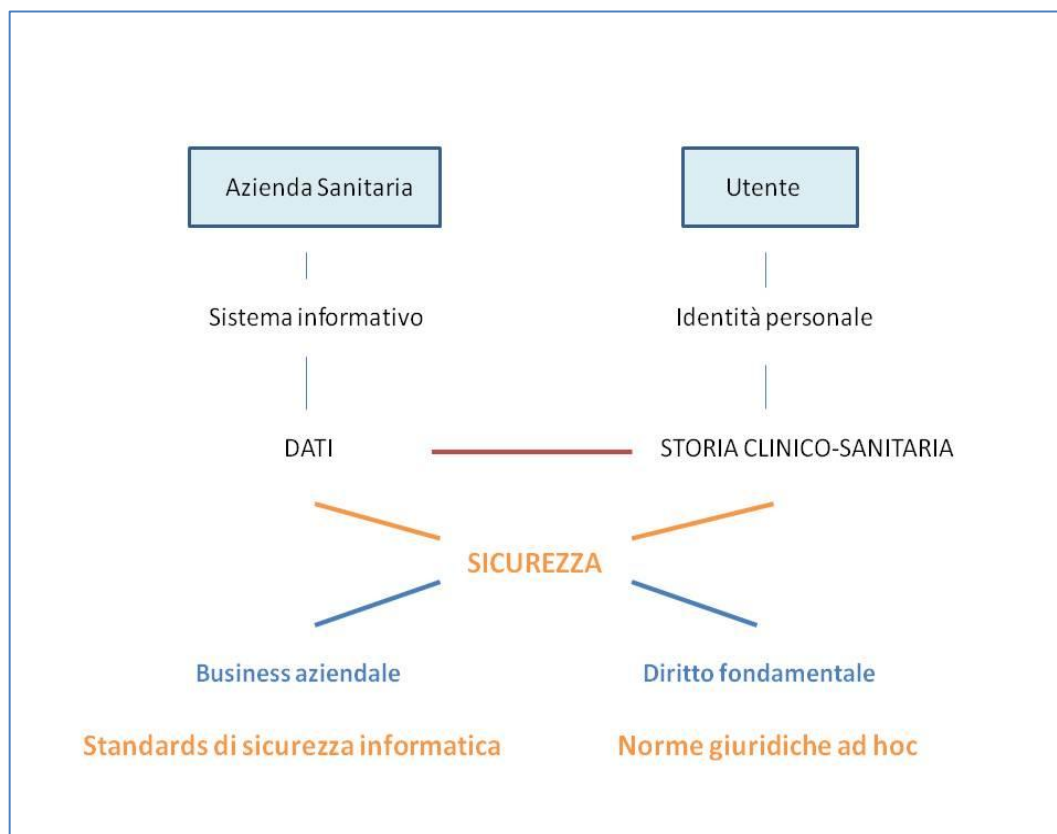 Azienda Sanitaria
Utente
Sistema informativo
Identità personale
DATI
STORIA CLINICO-SANITARIA
SICUREZZA
Business aziendale
Diritto fondamentale
Standards di sicurezza informatica
Norme giuridiche ad hoc